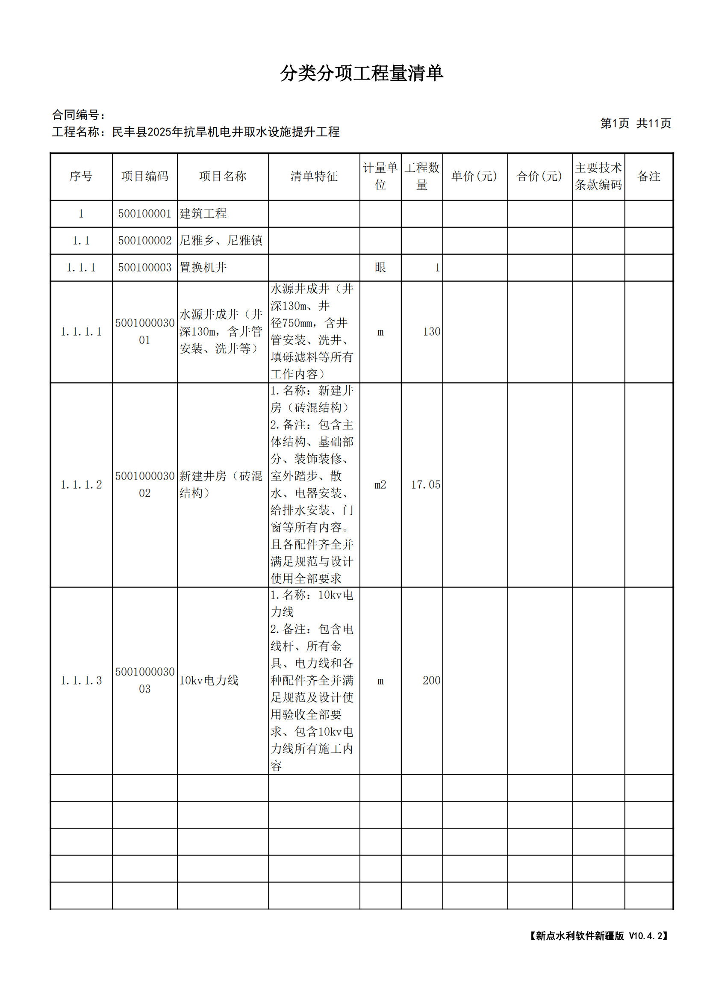 分类分项工程量清单
合同编号：
工程名称：民丰县2025年抗旱机电井取水设施提升工程
第1页 共11页
序号 项目编码 项目名称 清单特征 计量单位 工程数量 单价(元) 合价(元) 主要技术条款编码 备注
1 500100001 建筑工程
1.1 500100002 尼雅乡、尼雅镇
1.1.1 500100003 置换机井 眼 1
1.1.1.1
5001000030
01
水源井成井（井
深130m，含井管
安装、洗井等）
水源井成井（井
深130m、井
径750mm，含井
管安装、洗井、
填砾滤料等所有
工作内容）
m
130
1.1.1.2
5001000030
02
新建井房（砖混
结构）
1.名称：新建井
房（砖混结构）
2.备注：包含主
体结构、基础部
分、装饰装修、
室外踏步、散
水、电器安装、
给排水安装、门
窗等所有内容。
且各配件齐全并
满足规范与设计
使用全部要求
m2
17.05
1.1.1.3
5001000030
03
10kv电力线
1.名称：10kv电
力线
2.备注：包含电
线杆、所有金
具、电力线和各
种配件齐全并满
足规范及设计使
用验收全部要
求、包含10kv电
力线所有施工内
容
m
200
【新点水利软件新疆版 V10.4.2】